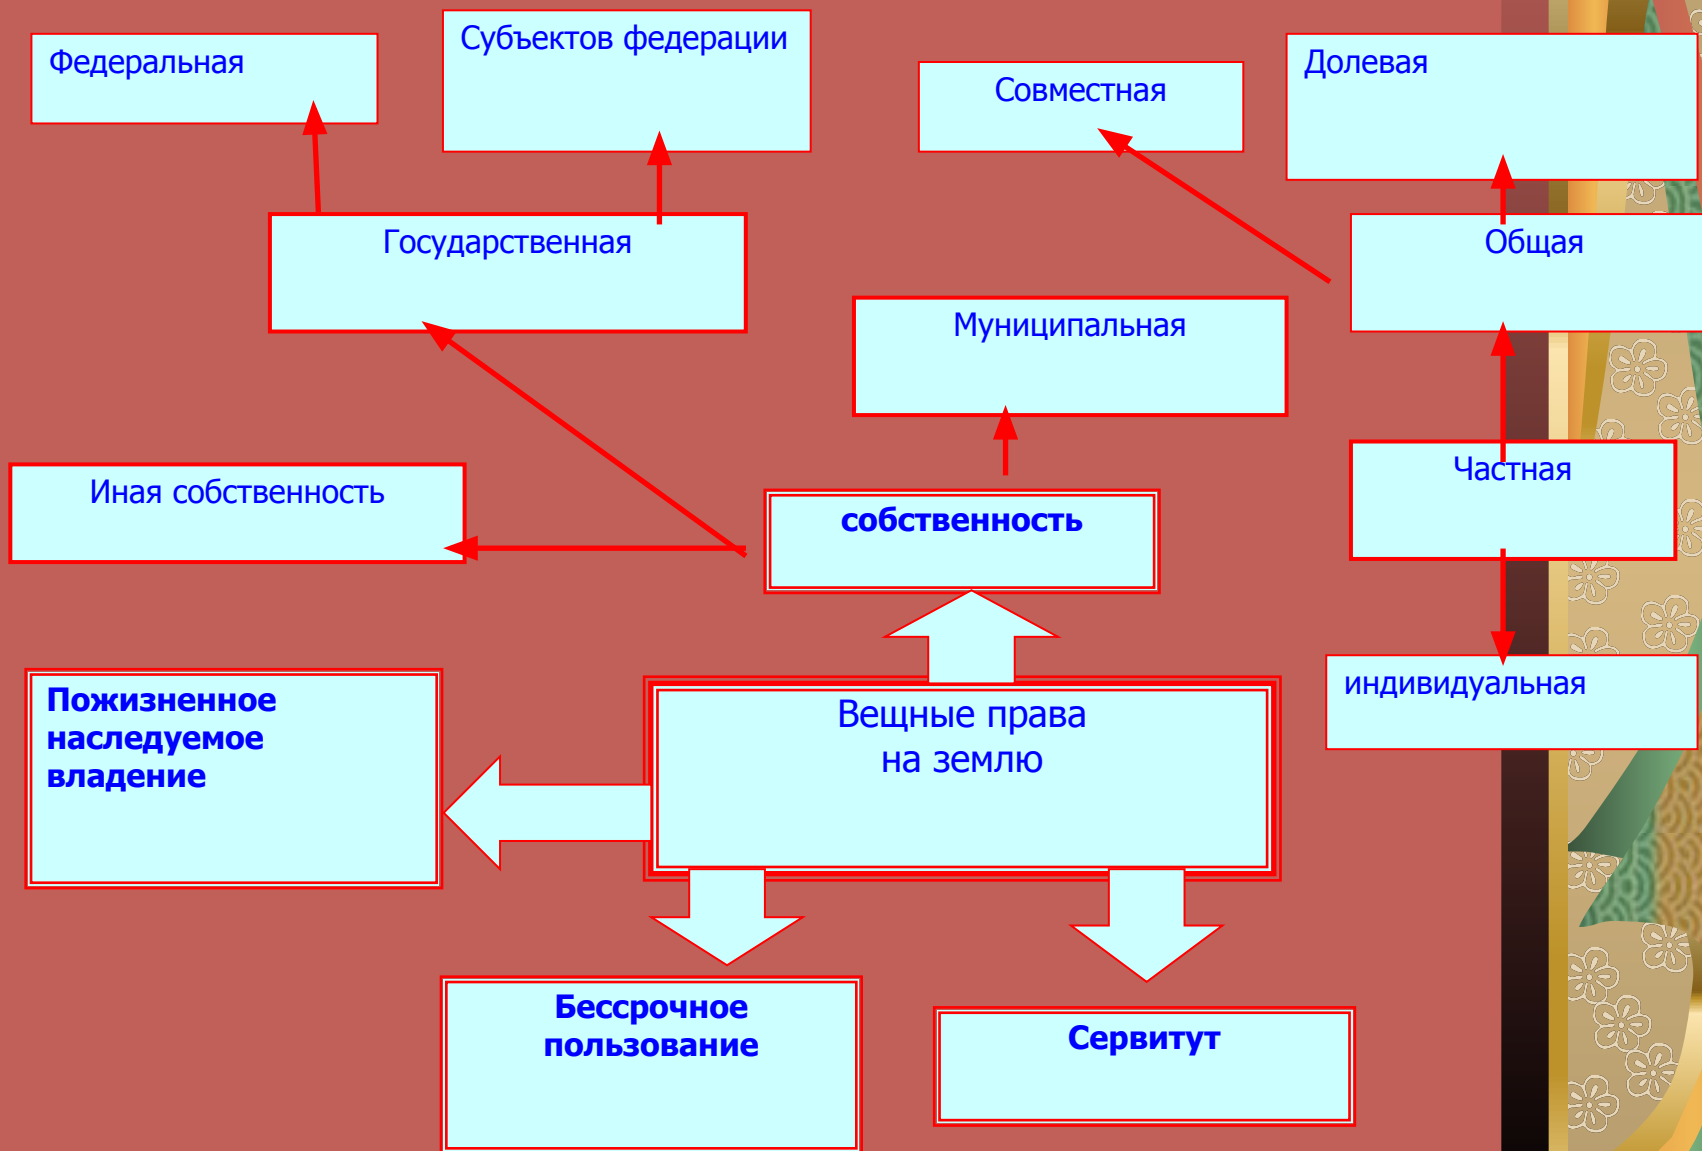 Федеральная
Субъектов федерации
Совместная
Долевая
Государственная
Общая
Муниципальная
Частная
Иная собственность
собственность
индивидуальная
Пожизненное
наследуемое
владение
Вещные права
на землю
Бессрочное
пользование
Сервитут